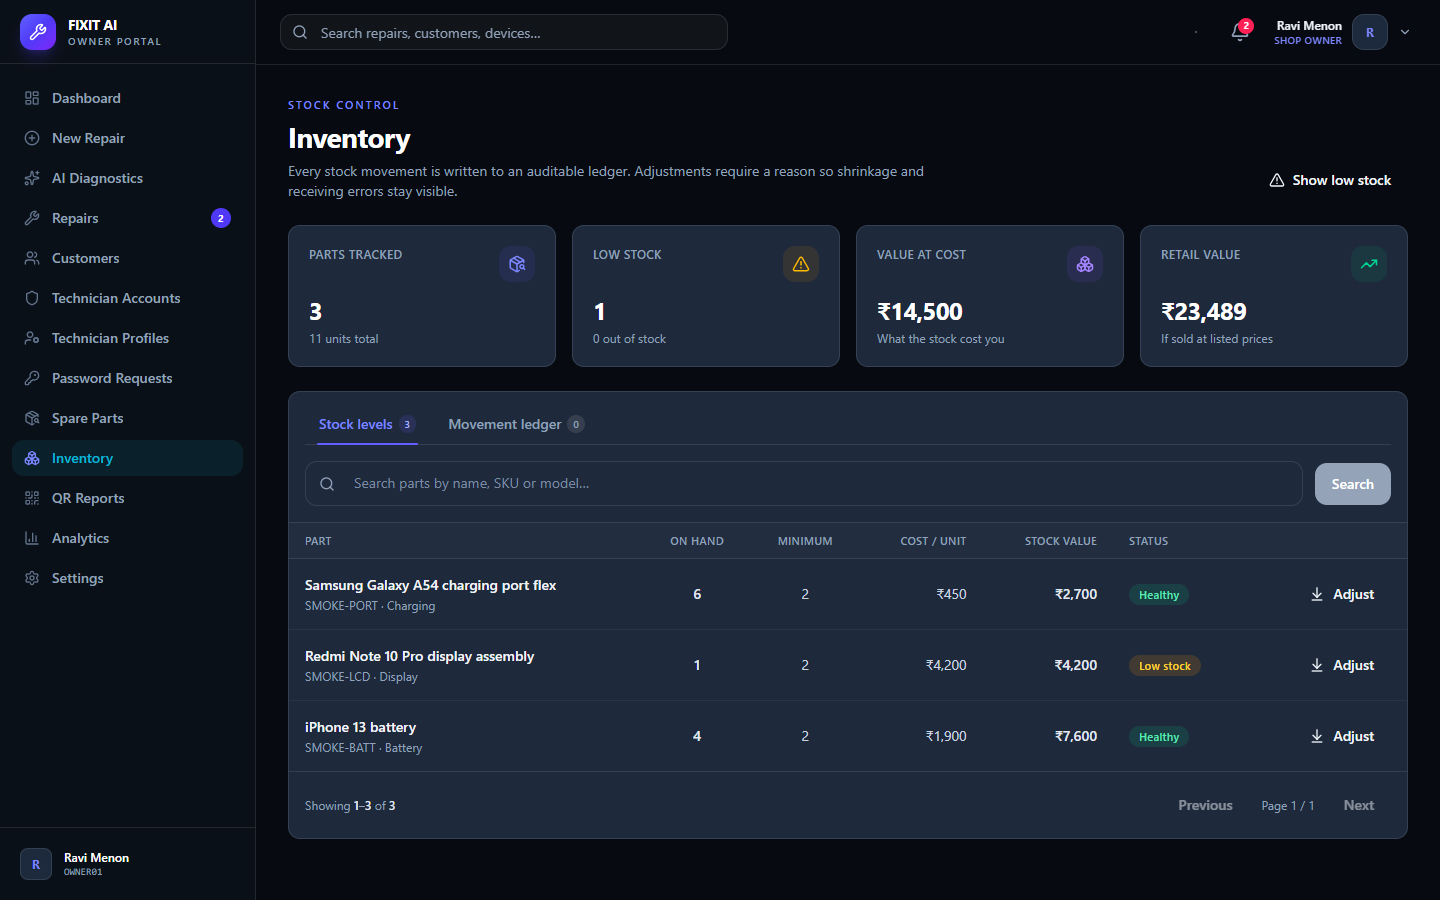 FIXIT AI
OWNER PORTAL
Dashboard
New Repair
AI Diagnostics
Repairs 2
Customers
Technician Accounts
Technician Profiles
Password Requests
Spare Parts
Inventory
QR Reports
Analytics
Settings
R Ravi Menon
OWNER01
Search repairs, customers, devices...
2
Ravi Menon
SHOP OWNER
R
STOCK CONTROL
Inventory
Every stock movement is written to an auditable ledger. Adjustments require a reason so shrinkage and
receiving errors stay visible.
Show low stock
PARTS TRACKED
3
11 units total
LOW STOCK
1
0 out of stock
VALUE AT COST
₹14,500
What the stock cost you
RETAIL VALUE
₹23,489
If sold at listed prices
Stock levels 3 Movement ledger 0
Search parts by name, SKU or model... Search
PART ON HAND MINIMUM COST / UNIT STOCK VALUE STATUS
Samsung Galaxy A54 charging port flex
SMOKE-PORT · Charging
6 2 ₹450 ₹2,700 Healthy Adjust
Redmi Note 10 Pro display assembly
SMOKE-LCD · Display
1 2 ₹4,200 ₹4,200 Low stock Adjust
iPhone 13 battery
SMOKE-BATT · Battery
4 2 ₹1,900 ₹7,600 Healthy Adjust
Showing 1–3 of 3 Previous Page 1 / 1 Next